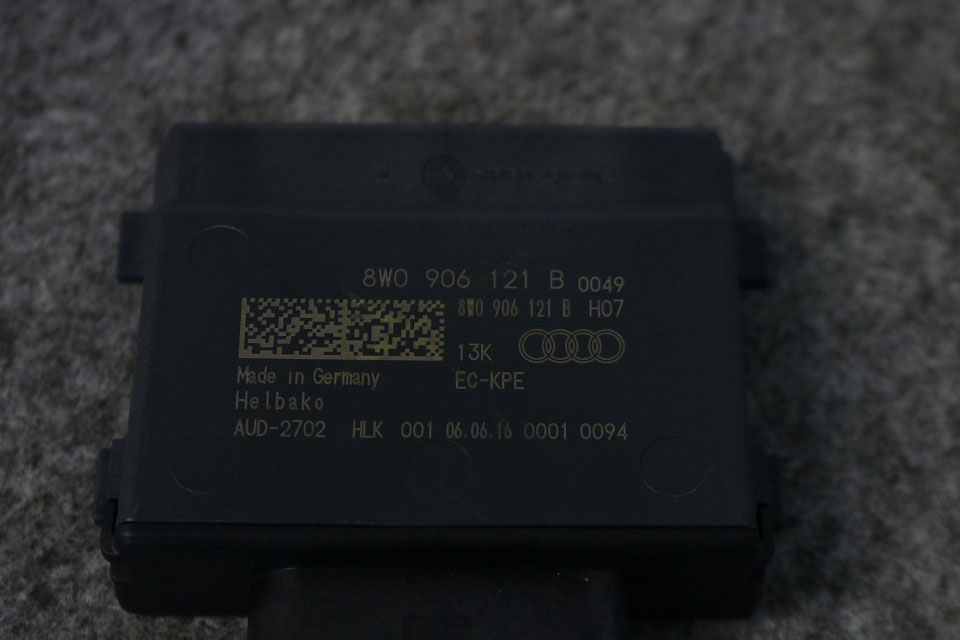 8W0 906 121 B 0049
8W0 906 121 B H07
13K
EC-KPE
Made in Germany
Helbako
AUD-2702 HLK 001 06.06.16 0001 0094